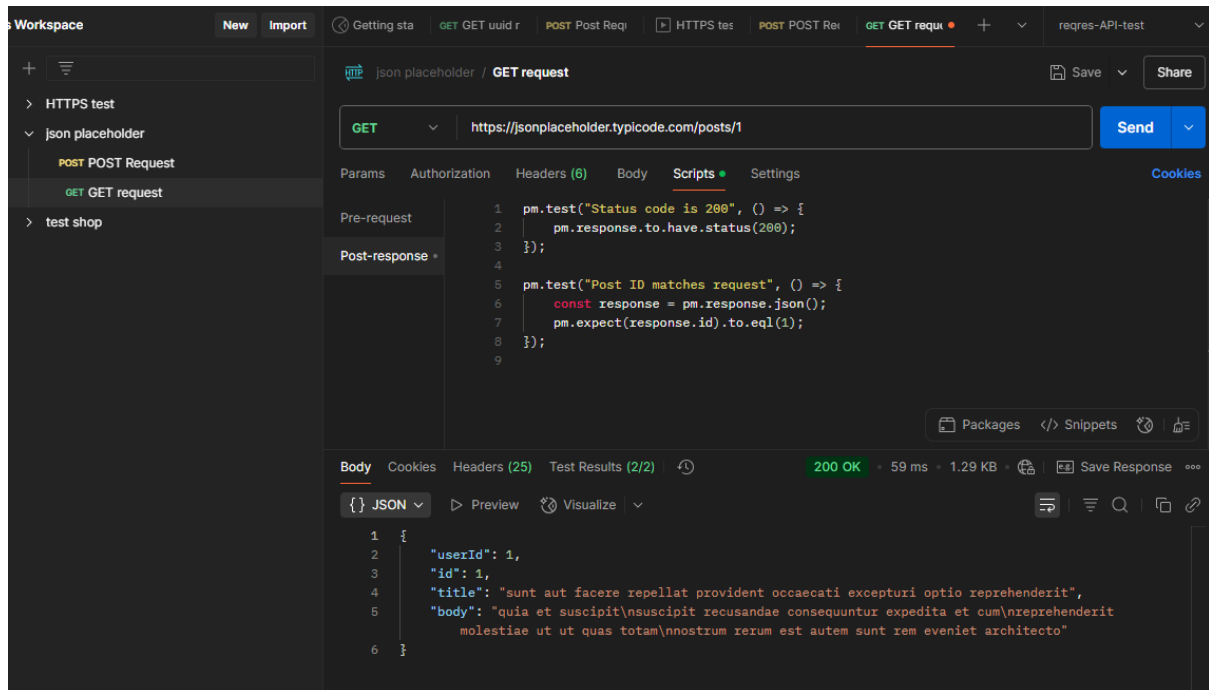 s Workspace
New
Import
Getting sta
GET GET uuid r
POST Post Requ
HTTPS tes
POST POST Re
GET GET requ
reqres-API-test
HTTP json placeholder / GET request
Save
Share
HTTPS test
json placeholder
POST POST Request
GET GET request
test shop
GET
https://jsonplaceholder.typicode.com/posts/1
Send
Params
Authorization
Headers (6)
Body
Scripts
Settings
Cookies
Pre-request
Post-response
1 pm.test("Status code is 200", () => {
2 pm.response.to.have.status(200);
3 });
4
5 pm.test("Post ID matches request", () => {
6 const response = pm.response.json();
7 pm.expect(response.id).to.eql(1);
8 });
9
Packages
</> Snippets
Body
Cookies
Headers (25)
Test Results (2/2)
200 OK
59 ms
1.29 KB
e.g. Save Response
{} JSON
Preview
Visualize
1 {
2 "userId": 1,
3 "id": 1,
4 "title": "sunt aut facere repellat provident occaecati excepturi optio reprehenderit",
5 "body": "quia et suscipit\nsuscipit recusandae consequuntur expedita et cum\nreprehenderit
molestiae ut ut quas totam\nnostrum rerum est autem sunt rem eveniet architecto"
6 }